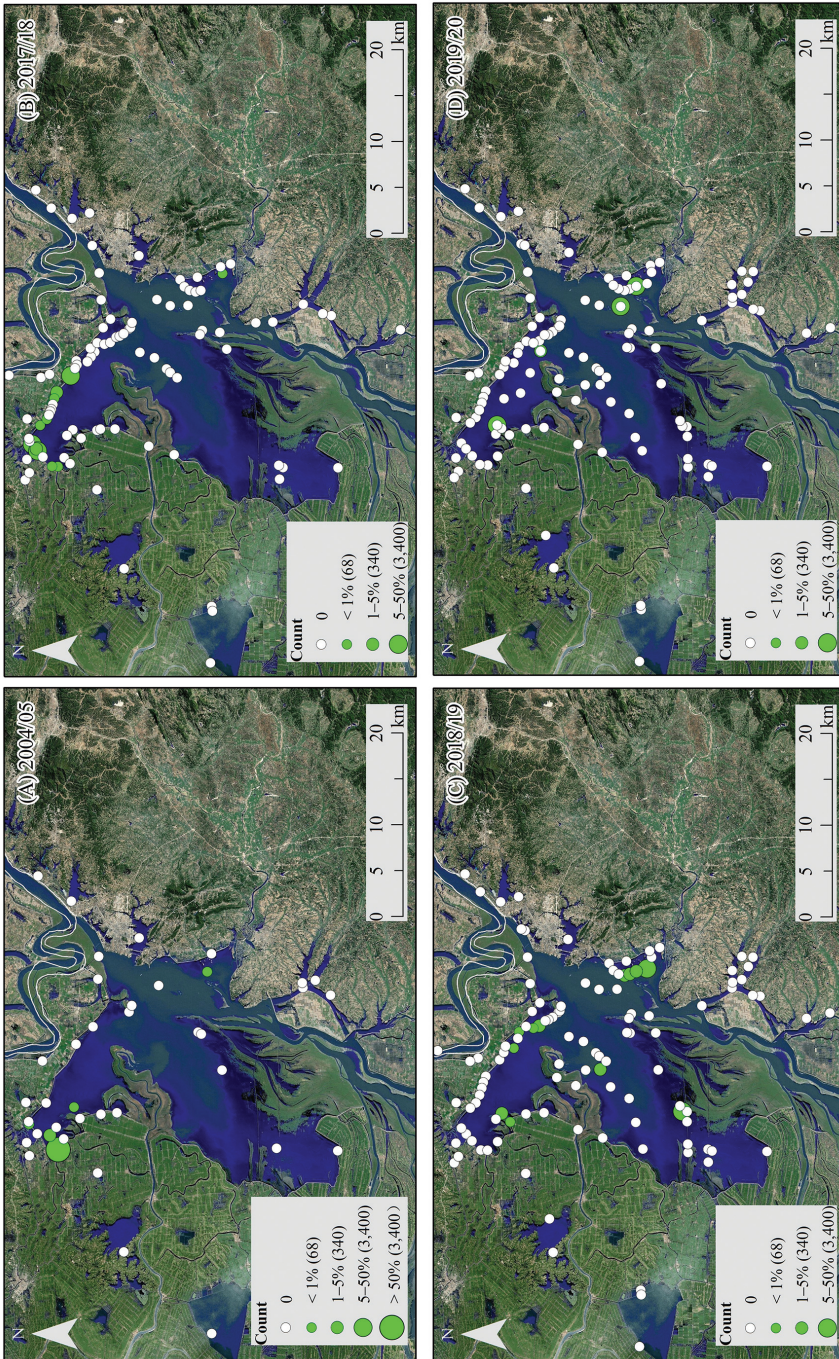 (A) 2004/05
N
Count
0
< 1% (68)
1–5% (340)
5–50% (3,400)
> 50% (3,400)
0 5 10 20
km
(B) 2017/18
N
Count
0
< 1% (68)
1–5% (340)
5–50% (3,400)
0 5 10 20
km
(C) 2018/19
N
Count
0
< 1% (68)
1–5% (340)
5–50% (3,400)
0 5 10 20
km
(D) 2019/20
N
Count
0
< 1% (68)
1–5% (340)
5–50% (3,400)
0 5 10 20
km